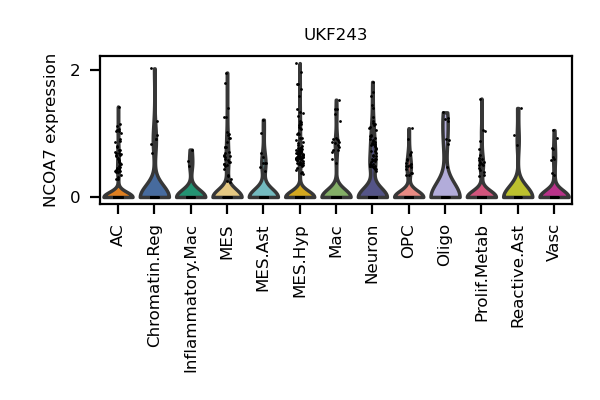 UKF243
NCOA7 expression
2
0
AC
Chromatin.Reg
Inflammatory.Mac
MES
MES.Ast
MES.Hyp
Mac
Neuron
OPC
Oligo
Prolif.Metab
Reactive.Ast
Vasc